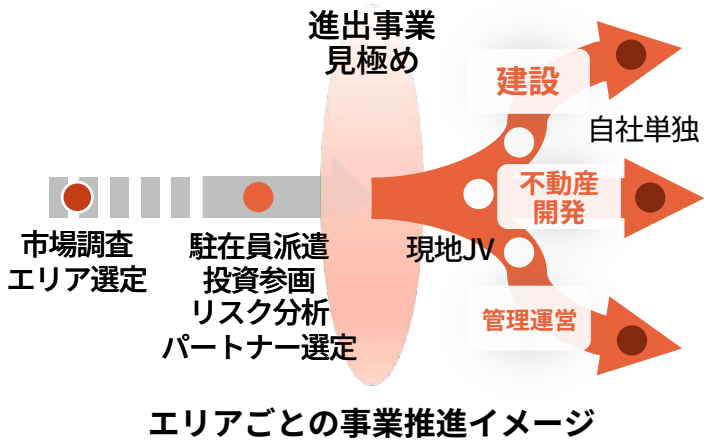 進出事業
見極め
建設
自社単独
不動産
開発
現地JV
管理運営
市場調査
エリア選定
駐在員派遣
投資参画
リスク分析
パートナー選定
エリアごとの事業推進イメージ